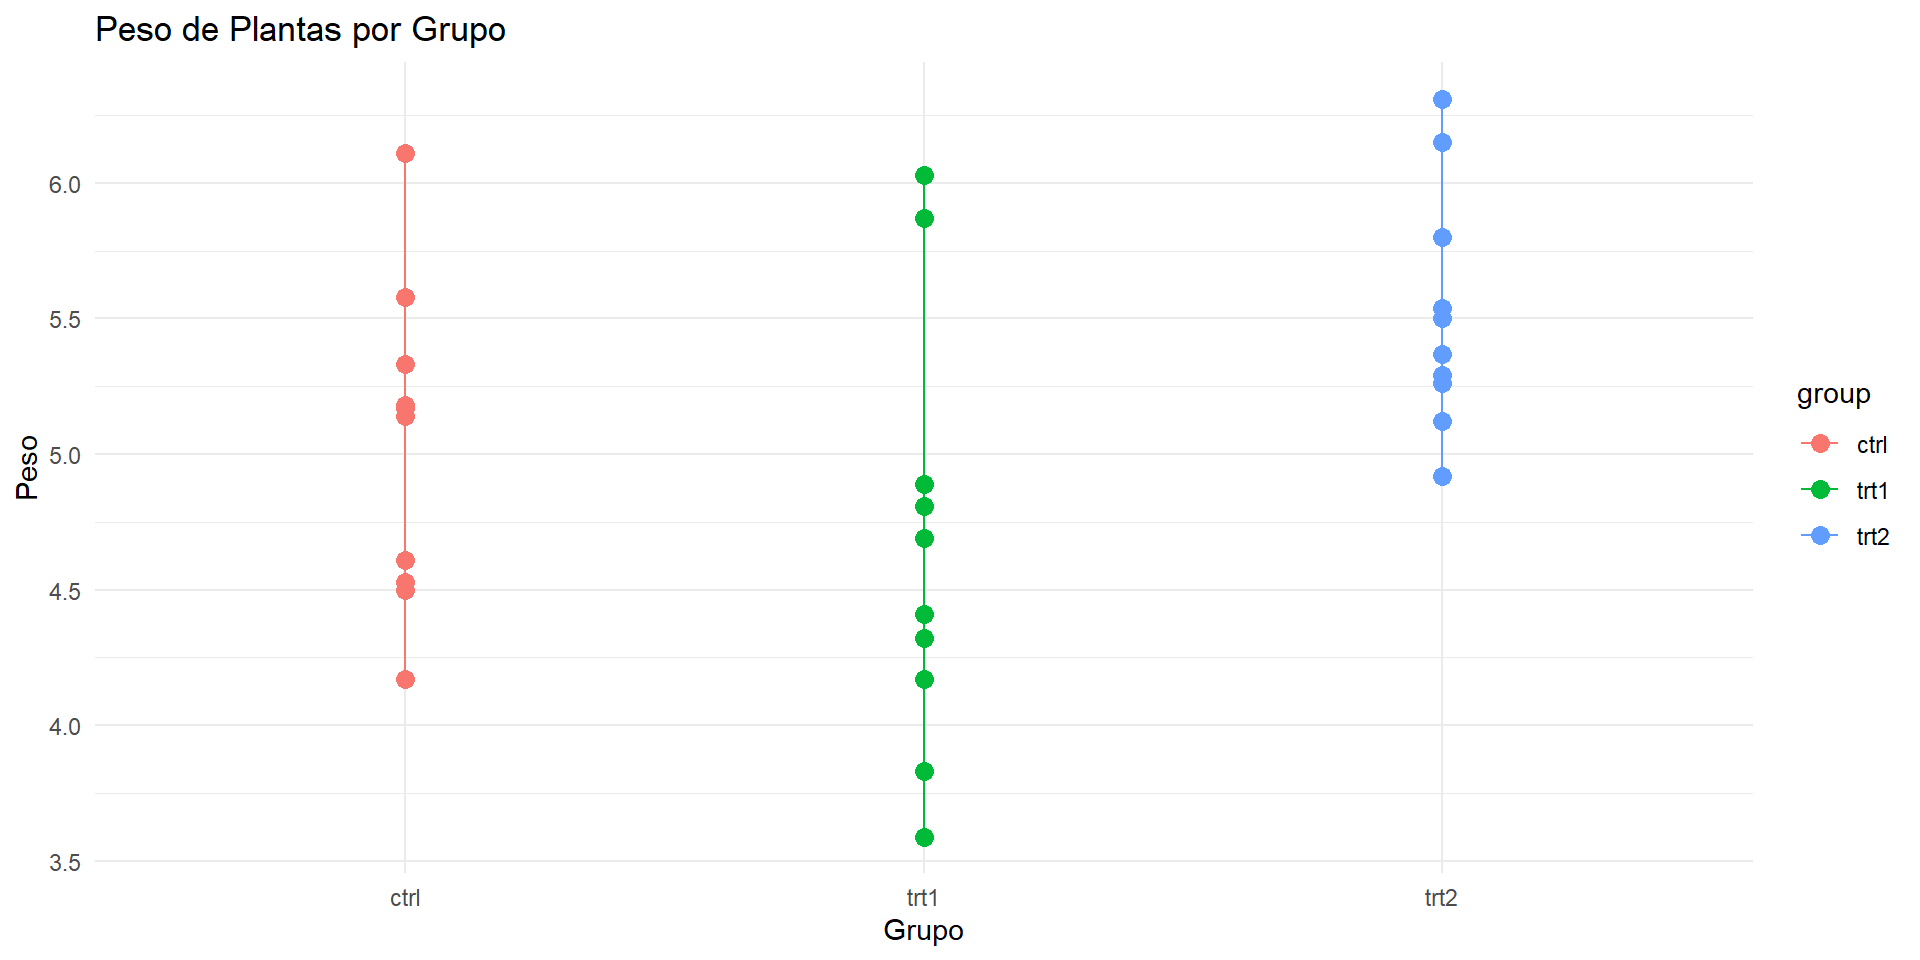 Peso de Plantas por Grupo
Peso
6.0
5.5
5.0
4.5
4.0
3.5
ctrl
trt1
trt2
Grupo
group
ctrl
trt1
trt2